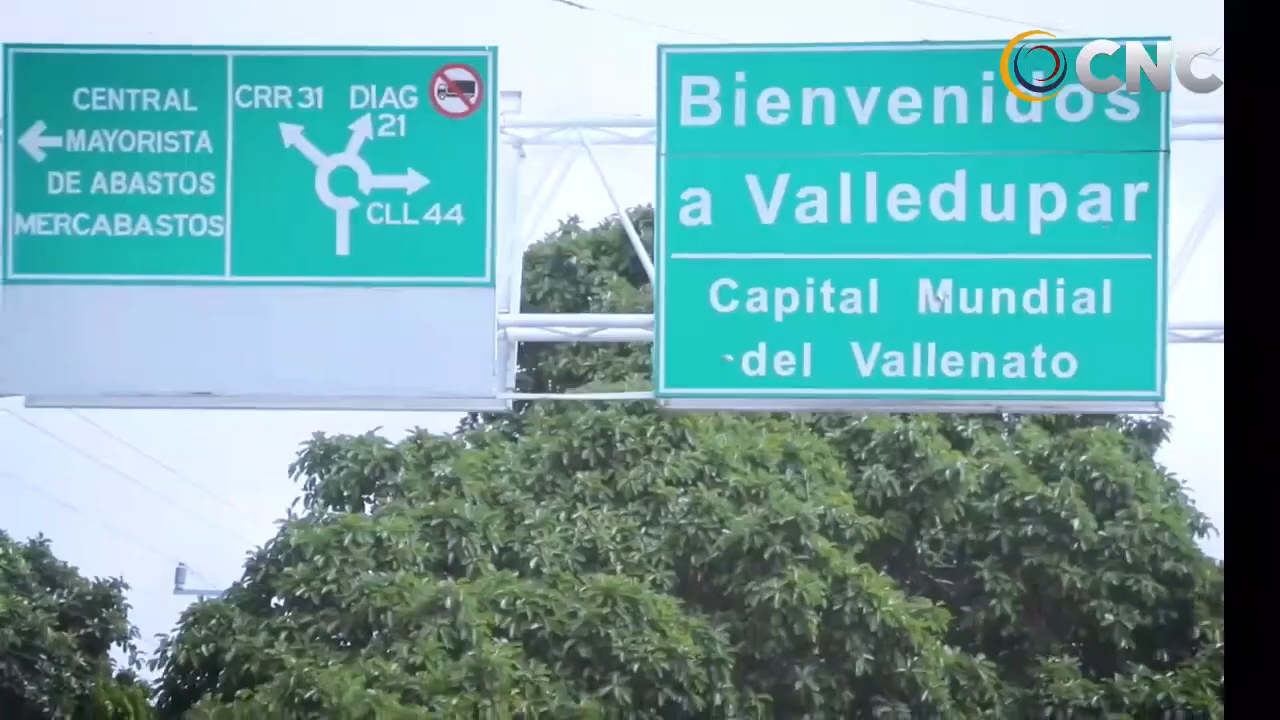 CENTRAL
MAYORISTA
DE ABASTOS
MERCABASTOS
CRR 31 DIAG
21
CLL 44
Bienvenidos
a Valledupar
Capital Mundial
del Vallenato
CNC